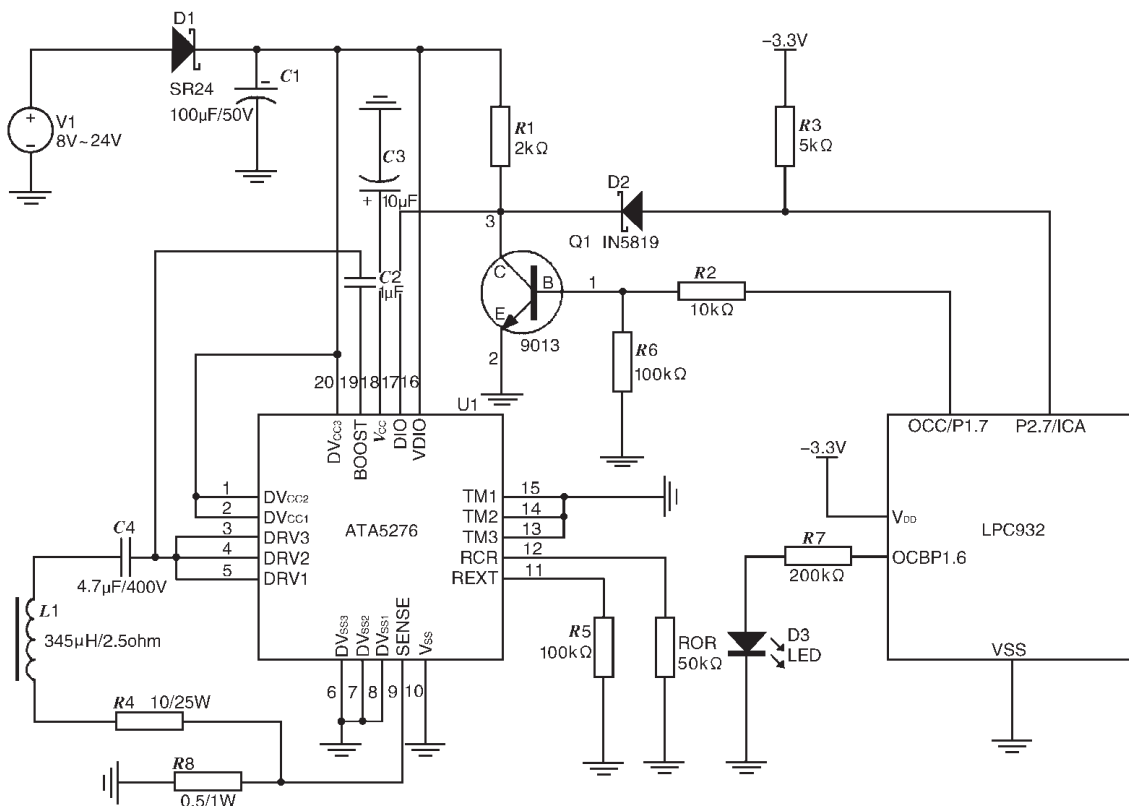 D1
SR24
V1
8V~24V
+
-
-
C1
100μF/50V
C3
+
10μF
C2
1μF
R1
2kΩ
-3.3V
R3
5kΩ
D2
IN5819
Q1
3
C
B
E
1
2
9013
R2
10kΩ
R6
100kΩ
20
19
18
17
16
U1
DVCC3
BOOST
VCC
DIO
VDIO
1
2
3
4
5
DVCC2
DVCC1
DRV3
DRV2
DRV1
ATA5276
TM1
TM2
TM3
RCR
REXT
15
14
13
12
11
DVSS3
DVSS2
DVSS1
SENSE
VSS
6
7
8
9
10
C4
4.7μF/400V
L1
345μH/2.5ohm
R4
10/25W
R8
0.5/1W
R5
100kΩ
ROR
50kΩ
OCC/P1.7
P2.7/ICA
-3.3V
VDD
LPC932
OCBP1.6
R7
200kΩ
D3
LED
VSS